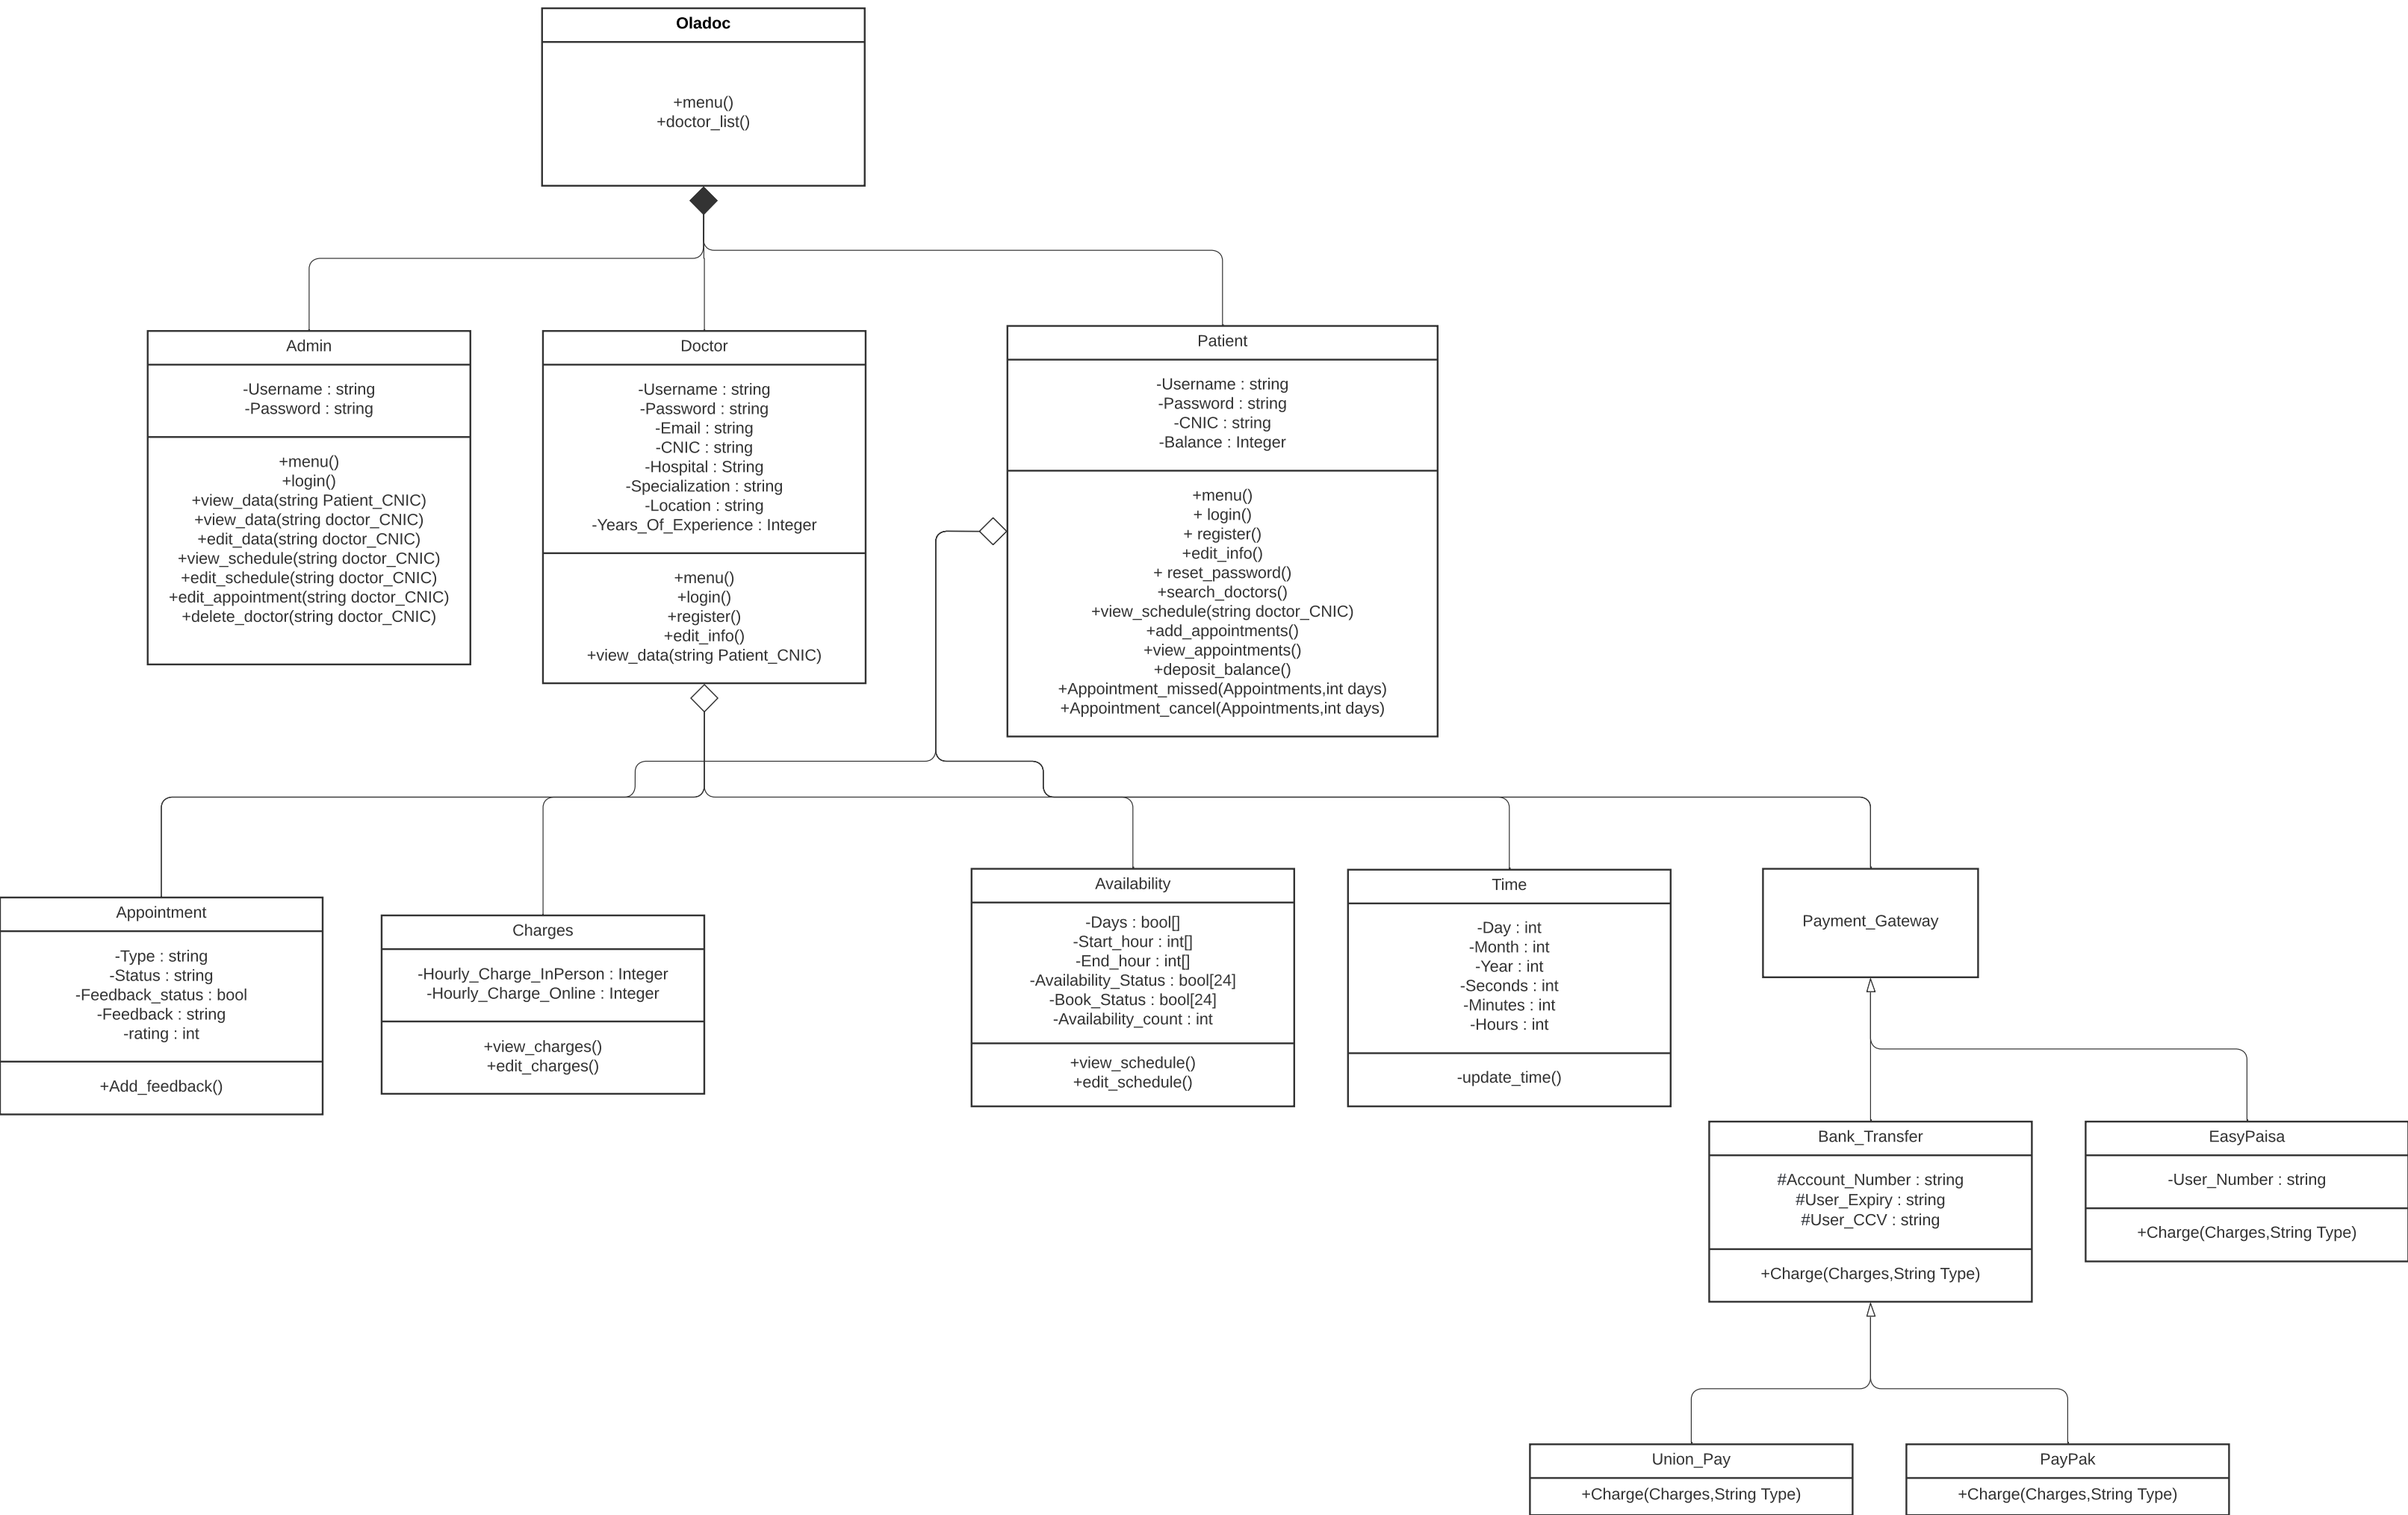 Oladoc
+menu()
+doctor_list()
Admin
-Username : string
-Password : string
+menu()
+login()
+view_data(string Patient_CNIC)
+view_data(string doctor_CNIC)
+edit_data(string doctor_CNIC)
+view_schedule(string doctor_CNIC)
+edit_schedule(string doctor_CNIC)
+edit_appointment(string doctor_CNIC)
+delete_doctor(string doctor_CNIC)
Doctor
-Username : string
-Password : string
-Email : string
-CNIC : string
-Hospital : String
-Specialization : string
-Location : string
-Years_Of_Experience : Integer
+menu()
+login()
+register()
+edit_info()
+view_data(string Patient_CNIC)
Patient
-Username : string
-Password : string
-CNIC : string
-Balance : Integer
+menu()
+ login()
+ register()
+edit_info()
+ reset_password()
+search_doctors()
+view_schedule(string doctor_CNIC)
+add_appointments()
+view_appointments()
+deposit_balance()
+Appointment_missed(Appointments,int days)
+Appointment_cancel(Appointments,int days)
Appointment
-Type : string
-Status : string
-Feedback_status : bool
-Feedback : string
-rating : int
+Add_feedback()
Charges
-Hourly_Charge_InPerson : Integer
-Hourly_Charge_Online : Integer
+view_charges()
+edit_charges()
Availability
-Days : bool[]
-Start_hour : int[]
-End_hour : int[]
-Availability_Status : bool[24]
-Book_Status : bool[24]
-Availability_count : int
+view_schedule()
+edit_schedule()
Time
-Day : int
-Month : int
-Year : int
-Seconds : int
-Minutes : int
-Hours : int
-update_time()
Payment_Gateway
Bank_Transfer
#Account_Number : string
#User_Expiry : string
#User_CCV : string
+Charge(Charges,String Type)
EasyPaisa
-User_Number : string
+Charge(Charges,String Type)
Union_Pay
+Charge(Charges,String Type)
PayPak
+Charge(Charges,String Type)